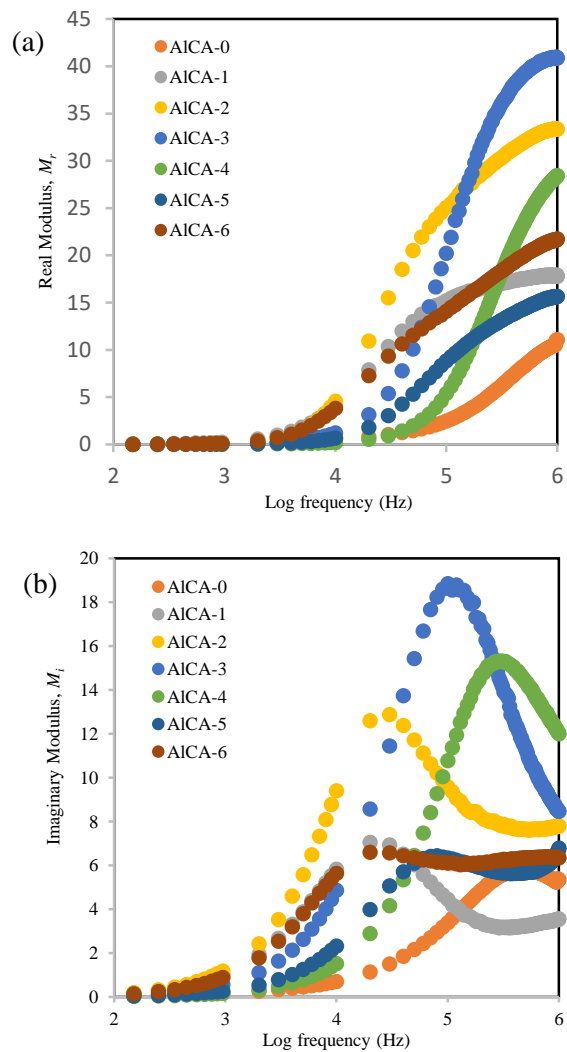 (a)
45
40
35
30
25
20
15
10
5
0
Real Modulus, Mr
AlCA-0
AlCA-1
AlCA-2
AlCA-3
AlCA-4
AlCA-5
AlCA-6
2 3 4 5 6
Log frequency (Hz)
(b)
20
18
16
14
12
10
8
6
4
2
0
Imaginary Modulus, Mi
AlCA-0
AlCA-1
AlCA-2
AlCA-3
AlCA-4
AlCA-5
AlCA-6
2 3 4 5 6
Log frequency (Hz)